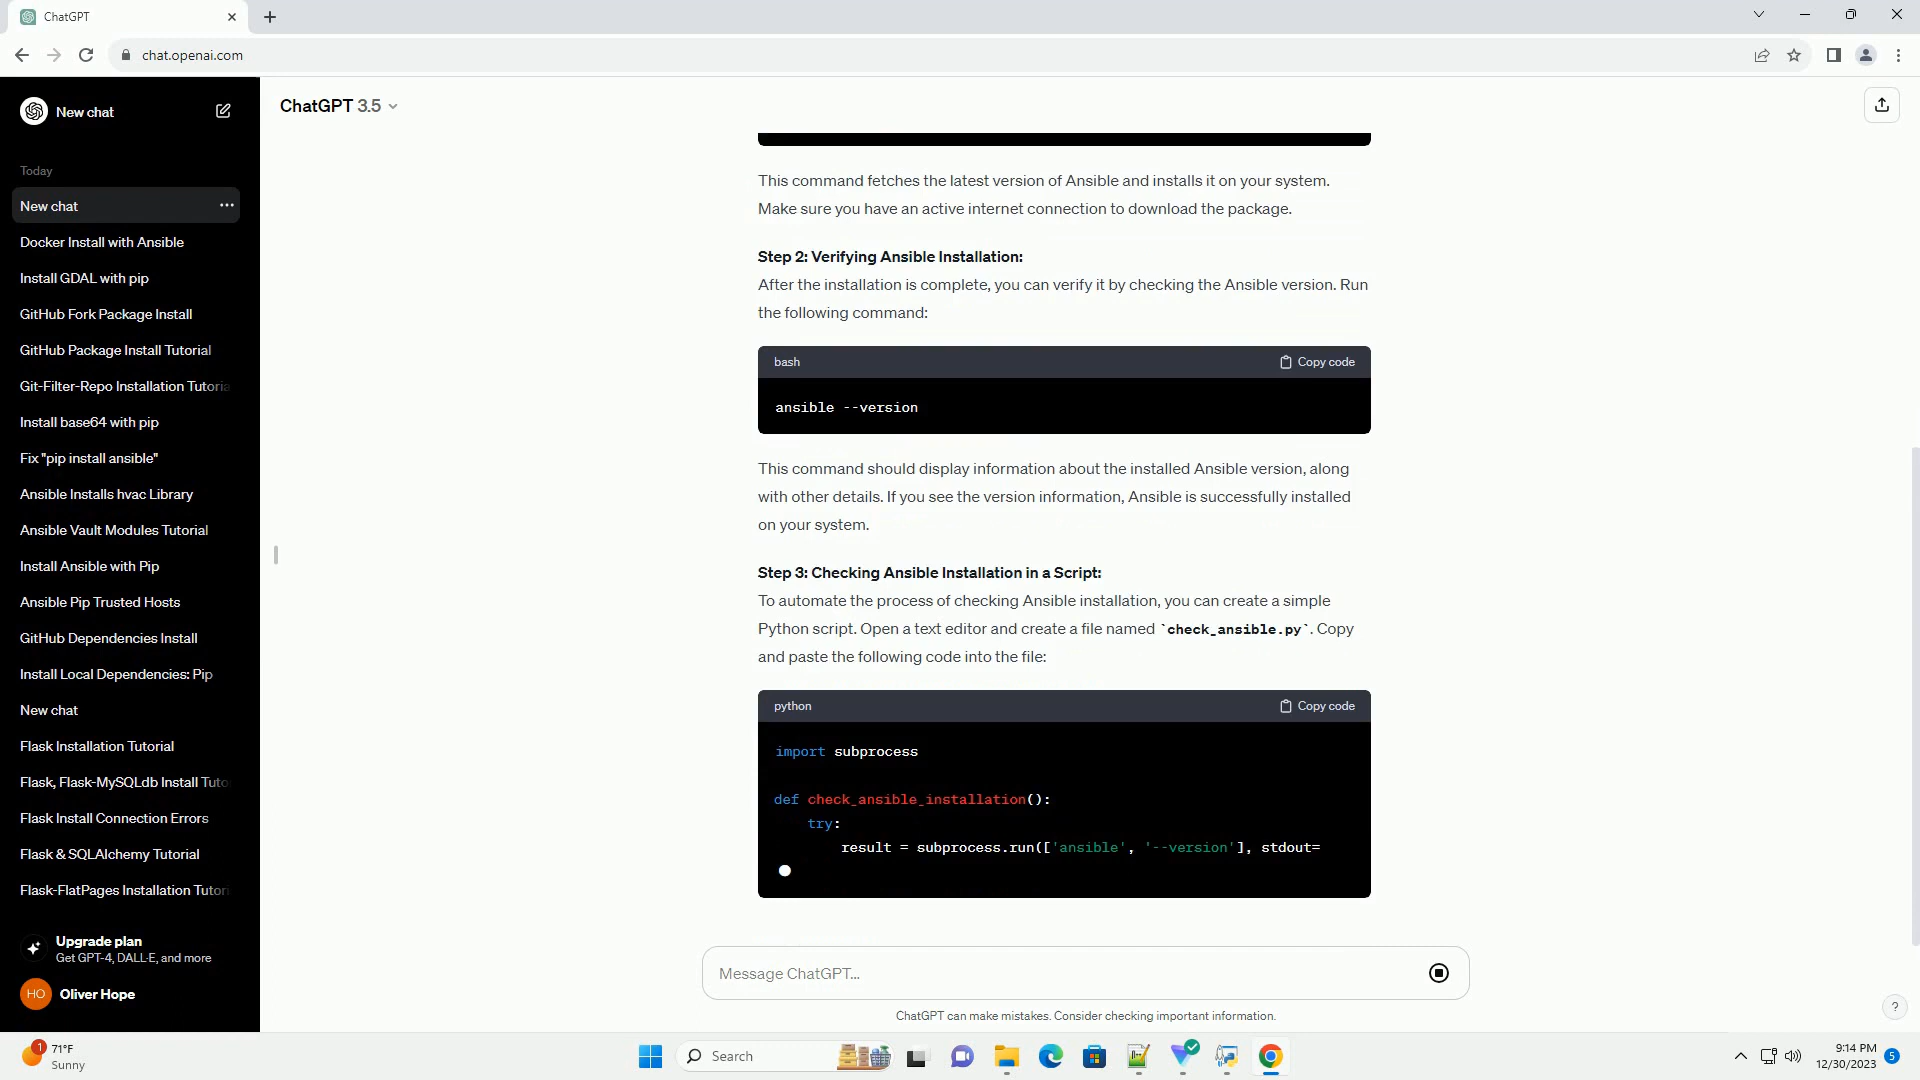 ChatGPT
chat.openai.com
New chat
ChatGPT 3.5
Today
New chat
Docker Install with Ansible
Install GDAL with pip
GitHub Fork Package Install
GitHub Package Install Tutorial
Git-Filter-Repo Installation Tutoria
Install base64 with pip
Fix "pip install ansible"
Ansible Installs hvac Library
Ansible Vault Modules Tutorial
Install Ansible with Pip
Ansible Pip Trusted Hosts
GitHub Dependencies Install
Install Local Dependencies: Pip
New chat
Flask Installation Tutorial
Flask, Flask-MySQLdb Install Tuto
Flask Install Connection Errors
Flask & SQLAlchemy Tutorial
Flask-FlatPages Installation Tutori
Upgrade plan
Get GPT-4, DALL·E, and more
HO
Oliver Hope
This command fetches the latest version of Ansible and installs it on your system.
Make sure you have an active internet connection to download the package.
Step 2: Verifying Ansible Installation:
After the installation is complete, you can verify it by checking the Ansible version. Run
the following command:
bash
Copy code
ansible --version
This command should display information about the installed Ansible version, along
with other details. If you see the version information, Ansible is successfully installed
on your system.
Step 3: Checking Ansible Installation in a Script:
To automate the process of checking Ansible installation, you can create a simple
Python script. Open a text editor and create a file named `check_ansible.py`. Copy
and paste the following code into the file:
python
Copy code
import subprocess
def check_ansible_installation():
try:
result = subprocess.run(['ansible', '--version'], stdout=
Message ChatGPT...
ChatGPT can make mistakes. Consider checking important information.
?
1
71°F
Sunny
Search
9:14 PM
12/30/2023
5